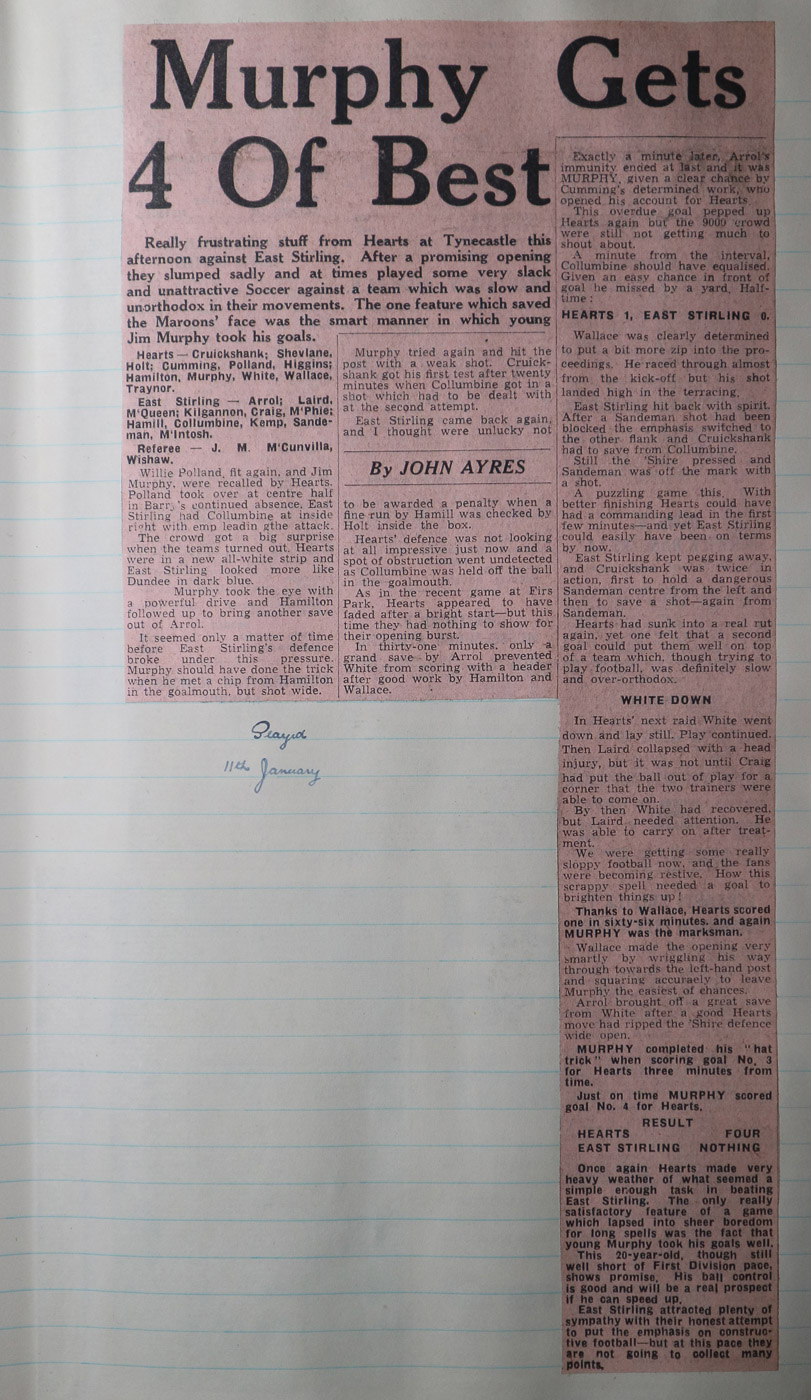 Murphy Gets
4 Of Best
Really frustrating stuff from Hearts at Tynecastle this
afternoon against East Stirling. After a promising opening
they slumped sadly and at times played some very slack
and unattractive Soccer against a team which was slow and
unorthodox in their movements. The one feature which saved
the Maroons' face was the smart manner in which young
Jim Murphy took his goals.
Hearts — Cruickshank; Shevlane,
Holt; Cumming, Polland, Higgins;
Hamilton, Murphy, White, Wallace,
Traynor.
East Stirling — Arrol; Laird,
M'Queen; Kilgannon, Craig, M'Phie;
Hamill, Collumbine, Kemp, Sande-
man, M'Intosh.
Referee — J. M. M'Cunvilla,
Wishaw.
Willie Polland, fit again, and Jim
Murphy, were recalled by Hearts.
Polland took over at centre half
in Barry's continued absence. East
Stirling had Collumbine at inside
right with emp leadin gthe attack.
The crowd got a big surprise
when the teams turned out. Hearts
were in a new all-white strip and
East Stirling looked more like
Dundee in dark blue.
Murphy took the eye with
a powerful drive and Hamilton
followed up to bring another save
out of Arrol.
It seemed only a matter of time
before East Stirling's defence
broke under this pressure.
Murphy should have done the trick
when he met a chip from Hamilton
in the goalmouth, but shot wide.
Murphy tried again and hit the
post with a weak shot. Cruick-
shank got his first test after twenty
minutes when Collumbine got in a
shot which had to be dealt with
at the second attempt.
East Stirling came back again,
and I thought were unlucky not
By JOHN AYRES
to be awarded a penalty when a
fine run by Hamill was checked by
Holt inside the box.
Hearts' defence was not looking
at all impressive just now and a
spot of obstruction went undetected
as Collumbine was held off the ball
in the goalmouth.
As in the recent game at Firs
Park, Hearts appeared to have
faded after a bright start—but this
time they had nothing to show for
their opening burst.
In thirty-one minutes, only a
grand save by Arrol prevented
White from scoring with a header
after good work by Hamilton and
Wallace.
Exactly a minute later, Arrol's
immunity ended at last and it was
MURPHY, given a clear chance by
Cumming's determined work, who
opened his account for Hearts.
This overdue goal pepped up
Hearts again but the 9000 crowd
were still not getting much to
shout about.
A minute from the interval,
Collumbine should have equalised.
Given an easy chance in front of
goal he missed by a yard. Half-
time:
HEARTS 1, EAST STIRLING 0.
Wallace was clearly determined
to put a bit more zip into the pro-
ceedings. He raced through almost
from the kick-off but his shot
landed high in the terracing.
East Stirling hit back with spirit.
After a Sandeman shot had been
blocked the emphasis switched to
the other flank and Cruickshank
had to save from Collumbine.
Still the 'Shire pressed and
Sandeman was off the mark with
a shot.
A puzzling game this. With
better finishing Hearts could have
had a commanding lead in the first
few minutes—and yet East Stirling
could easily have been on terms
by now.
East Stirling kept pegging away,
and Cruickshank was twice in
action, first to hold a dangerous
Sandeman centre from the left and
then to save a shot—again from
Sandeman.
Hearts had sunk into a real rut
again, yet one felt that a second
goal could put them well on top
of a team which, though trying to
play football, was definitely slow
and over-orthodox.
WHITE DOWN
In Hearts' next raid White went
down and lay still. Play continued.
Then Laird collapsed with a head
injury, but it was not until Craig
had put the ball out of play for a
corner that the two trainers were
able to come on.
By then White had recovered,
but Laird needed attention. He
was able to carry on after treat-
ment.
We were getting some really
sloppy football now, and the fans
were becoming restive. How this
scrappy spell needed a goal to
brighten things up!
Thanks to Wallace, Hearts scored
one in sixty-six minutes, and again
MURPHY was the marksman.
Wallace made the opening very
smartly by wriggling his way
through towards the left-hand post
and squaring accuraely to leave
Murphy the easiest of chances.
Arrol brought off a great save
from White after a good Hearts
move had ripped the 'Shire defence
wide open.
MURPHY completed his "hat
trick" when scoring goal No. 3
for Hearts three minutes from
time.
Just on time MURPHY scored
goal No. 4 for Hearts.
RESULT
HEARTS FOUR
EAST STIRLING NOTHING
Once again Hearts made very
heavy weather of what seemed a
simple enough task in beating
East Stirling. The only really
satisfactory feature of a game
which lapsed into sheer boredom
for long spells was the fact that
young Murphy took his goals well.
This 20-year-old, though still
well short of First Division pace,
shows promise. His ball control
is good and will be a real prospect
if he can speed up.
East Stirling attracted plenty of
sympathy with their honest attempt
to put the emphasis on construc-
tive football—but at this pace they
are not going to collect many
points.
Played
11th January